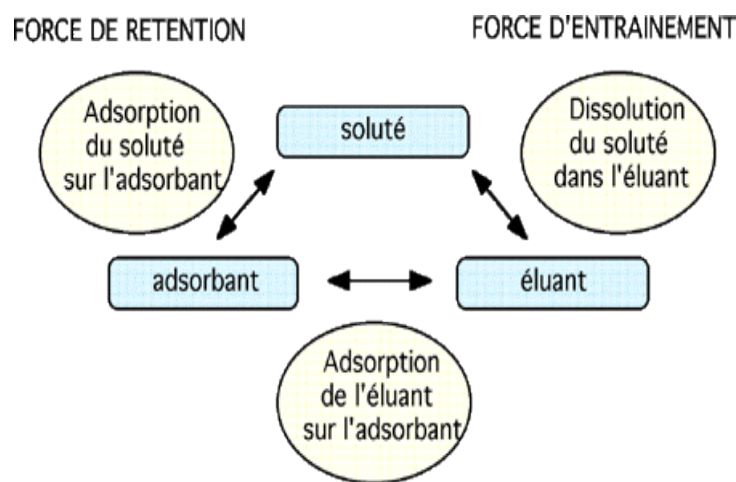 FORCE DE RETENTION
FORCE D'ENTRAINEMENT
Adsorption
du soluté
sur l'adsorbant
soluté
Dissolution
du soluté
dans l'éluant
adsorbant
éluant
Adsorption
de l'éluant
sur l'adsorbant